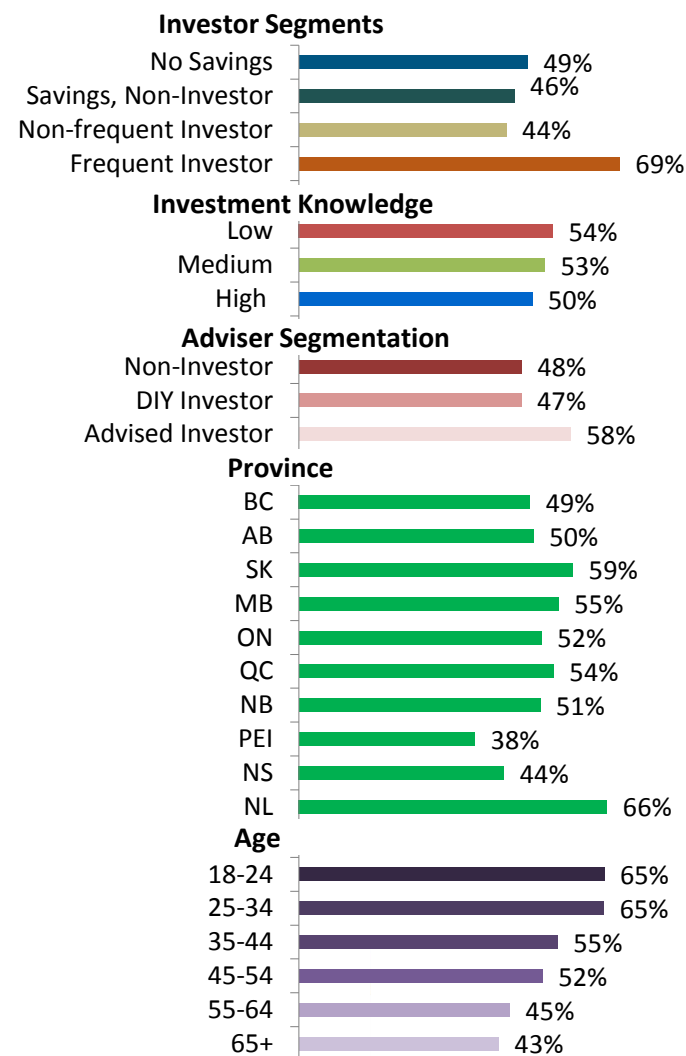 Investor Segments
No Savings 49%
Savings, Non-Investor 46%
Non-frequent Investor 44%
Frequent Investor 69%
Investment Knowledge
Low 54%
Medium 53%
High 50%
Adviser Segmentation
Non-Investor 48%
DIY Investor 47%
Advised Investor 58%
Province
BC 49%
AB 50%
SK 59%
MB 55%
ON 52%
QC 54%
NB 51%
PEI 38%
NS 44%
NL 66%
Age
18-24 65%
25-34 65%
35-44 55%
45-54 52%
55-64 45%
65+ 43%